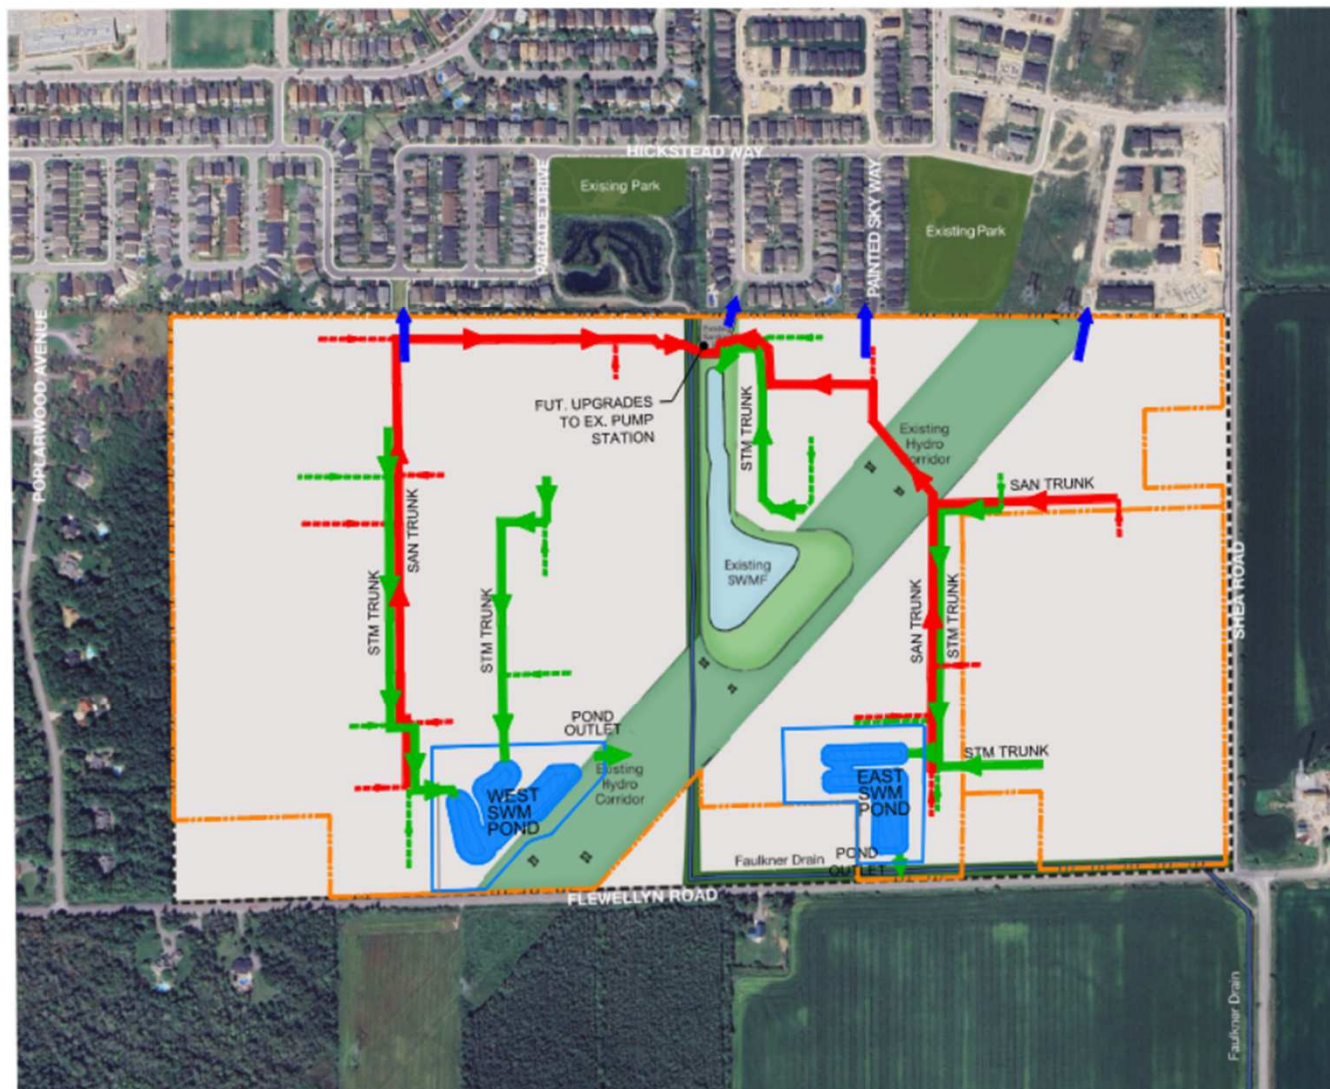 HICKSTEAD WAY
PARADE DRIVE
Existing Park
PAINTED SKY WAY
Existing Park
POPLARWOOD AVENUE
FUT. UPGRADES
TO EX. PUMP
STATION
STM TRUNK
Existing
Hydro
Corridor
SAN TRUNK
SAN TRUNK
STM TRUNK
STM TRUNK
Existing
SWMF
SAN TRUNK
STM TRUNK
SHEA ROAD
POND
OUTLET
Existing
Hydro
Corridor
WEST
SWM
POND
STM TRUNK
EAST
SWM
POND
Faulkner Drain
POND
OUTLET
FLEWELLYN ROAD
Faulkner Drain